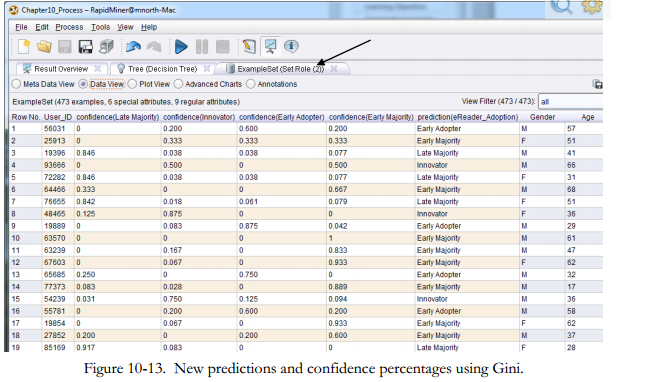 Chapter10_Process – RapidMiner@mnorth-Mac
File Edit Process Tools View Help
Result Overview Tree (Decision Tree) ExampleSet (Set Role (2))
Meta Data View Data View Plot View Advanced Charts Annotations
ExampleSet (473 examples, 6 special attributes, 9 regular attributes) View Filter (473 / 473): all
Row No. User_ID confidence(Late Majority) confidence(Innovator) confidence(Early Adopter) confidence(Early Majority) prediction(eReader_Adoption) Gender Age
1 56031 0 0.200 0.600 0.200 Early Adopter M 57
2 25913 0 0.333 0.333 0.333 Early Majority F 51
3 19396 0.846 0.038 0.038 0.077 Late Majority M 41
4 93666 0 0.500 0 0.500 Innovator M 66
5 72282 0.846 0.038 0.038 0.077 Late Majority F 31
6 64466 0.333 0 0 0.667 Early Majority M 68
7 76655 0.842 0.018 0.061 0.079 Late Majority F 51
8 48465 0.125 0.875 0 0 Innovator F 36
9 19889 0 0.083 0.875 0.042 Early Adopter M 29
10 63570 0 0 0 1 Early Majority M 61
11 63239 0 0.167 0 0.833 Early Majority M 47
12 67603 0 0.067 0 0.933 Early Majority F 62
13 65685 0.250 0 0.750 0 Early Adopter M 32
14 77373 0.083 0.028 0 0.889 Early Majority M 17
15 54239 0.031 0.750 0.125 0.094 Innovator M 36
16 55781 0 0.200 0.600 0.200 Early Adopter M 58
17 19854 0 0.067 0 0.933 Early Majority F 62
18 27852 0.200 0 0.200 0.600 Early Majority M 37
19 85169 0.917 0.083 0 0 Late Majority F 28
Figure 10-13. New predictions and confidence percentages using Gini.